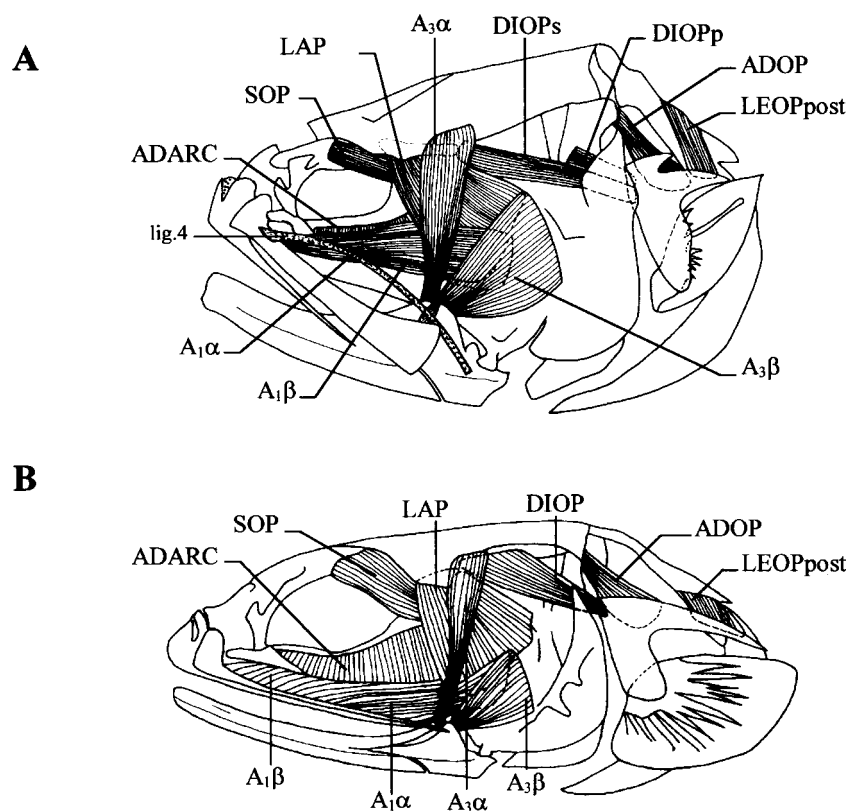 A
A₃α
DIOPs
DIOPp
LAP
ADOP
SOP
LEOPpost
ADARC
lig.4
A₁α
A₃β
A₁β
B
LAP
DIOP
SOP
ADOP
ADARC
LEOPpost
A₁β
A₃β
A₁α
A₃α